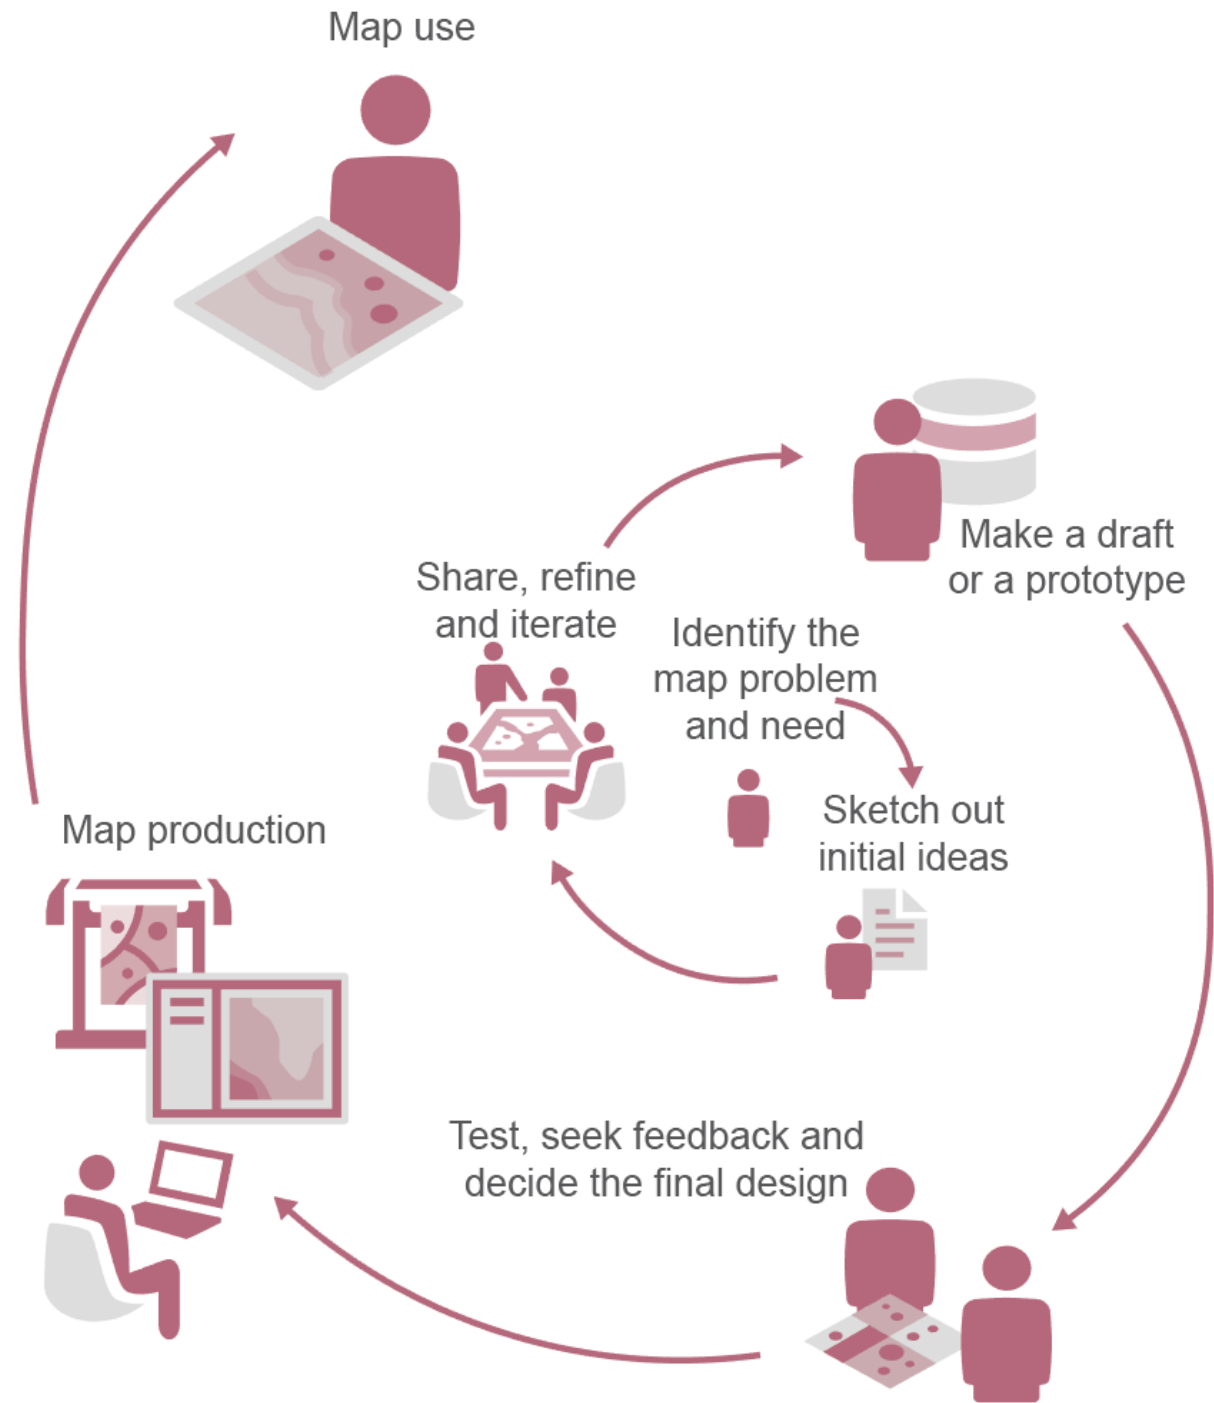 Map use
Make a draft
or a prototype
Share, refine
and iterate
Identify the
map problem
and need
Sketch out
initial ideas
Map production
Test, seek feedback and
decide the final design